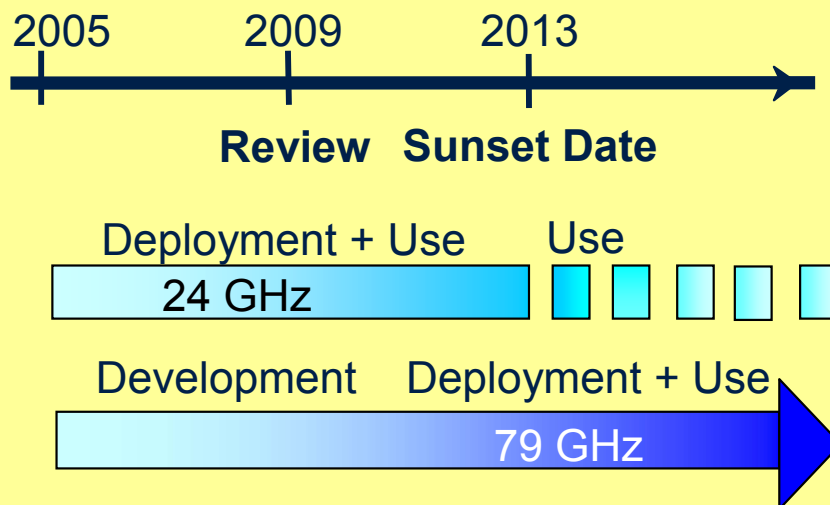 2005 2009 2013
Review Sunset Date
Deployment + Use Use
24 GHz
Development Deployment + Use
79 GHz